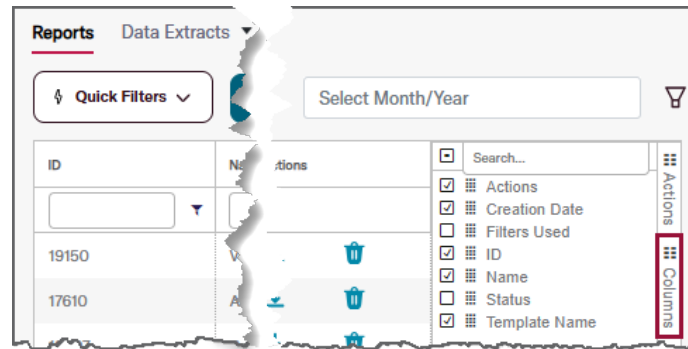 Reports Data Extracts
Quick Filters
Select Month/Year
ID
Search...
Actions
Creation Date
Filters Used
ID
Name
Status
Template Name
19150
17610
Actions
Columns